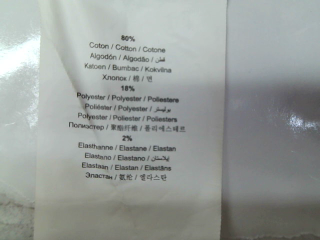 80%
Coton / Cotton / Cotone
Algodón / Algodão / قطن
Katoen / Bumbac / Kokvilna
Хлопок / 棉 / 면
18%
Polyester / Polyester / Poliestere
Poliéster / Poliéster / بوليستر
Polyester / Poliester / Poliesters
Полиэстер / 聚酯纤维 / 폴리에스테르
2%
Elasthanne / Elastane / Elastan
Elastano / Elastano / إيلاستان
Elastaan / Elastan / Elastāns
Эластан / 氨纶 / 엘라스탄